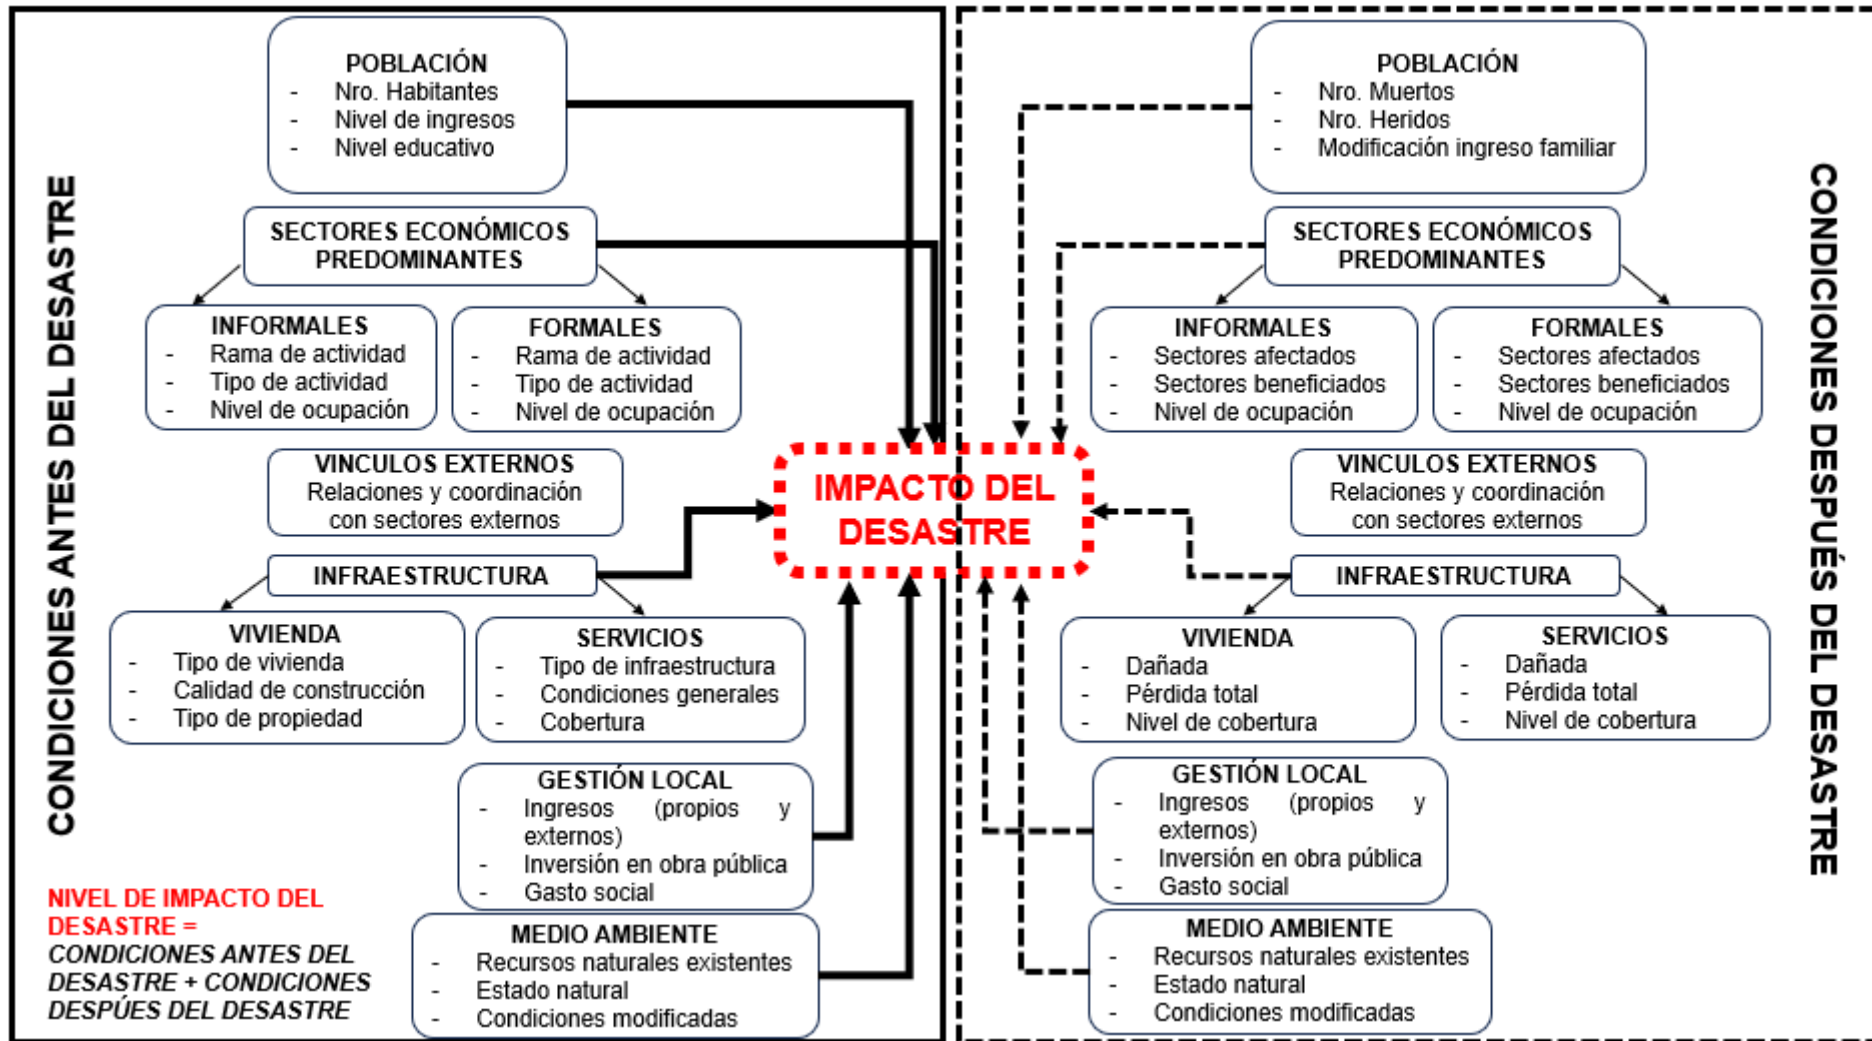 CONDICIONES ANTES DEL DESASTRE
POBLACIÓN
- Nro. Habitantes
- Nivel de ingresos
- Nivel educativo
SECTORES ECONÓMICOS
PREDOMINANTES
INFORMALES
- Rama de actividad
- Tipo de actividad
- Nivel de ocupación
FORMALES
- Rama de actividad
- Tipo de actividad
- Nivel de ocupación
VINCULOS EXTERNOS
Relaciones y coordinación
con sectores externos
INFRAESTRUCTURA
VIVIENDA
- Tipo de vivienda
- Calidad de construcción
- Tipo de propiedad
SERVICIOS
- Tipo de infraestructura
- Condiciones generales
- Cobertura
GESTIÓN LOCAL
- Ingresos (propios y
externos)
- Inversión en obra pública
- Gasto social
MEDIO AMBIENTE
- Recursos naturales existentes
- Estado natural
- Condiciones modificadas
NIVEL DE IMPACTO DEL
DESASTRE =
CONDICIONES ANTES DEL
DESASTRE + CONDICIONES
DESPÚES DEL DESASTRE
IMPACTO DEL
DESASTRE
POBLACIÓN
- Nro. Muertos
- Nro. Heridos
- Modificación ingreso familiar
SECTORES ECONÓMICOS
PREDOMINANTES
INFORMALES
- Sectores afectados
- Sectores beneficiados
- Nivel de ocupación
FORMALES
- Sectores afectados
- Sectores beneficiados
- Nivel de ocupación
VINCULOS EXTERNOS
Relaciones y coordinación
con sectores externos
INFRAESTRUCTURA
VIVIENDA
- Dañada
- Pérdida total
- Nivel de cobertura
SERVICIOS
- Dañada
- Pérdida total
- Nivel de cobertura
GESTIÓN LOCAL
- Ingresos (propios y
externos)
- Inversión en obra pública
- Gasto social
MEDIO AMBIENTE
- Recursos naturales existentes
- Estado natural
- Condiciones modificadas
CONDICIONES DESPUÉS DEL DESASTRE